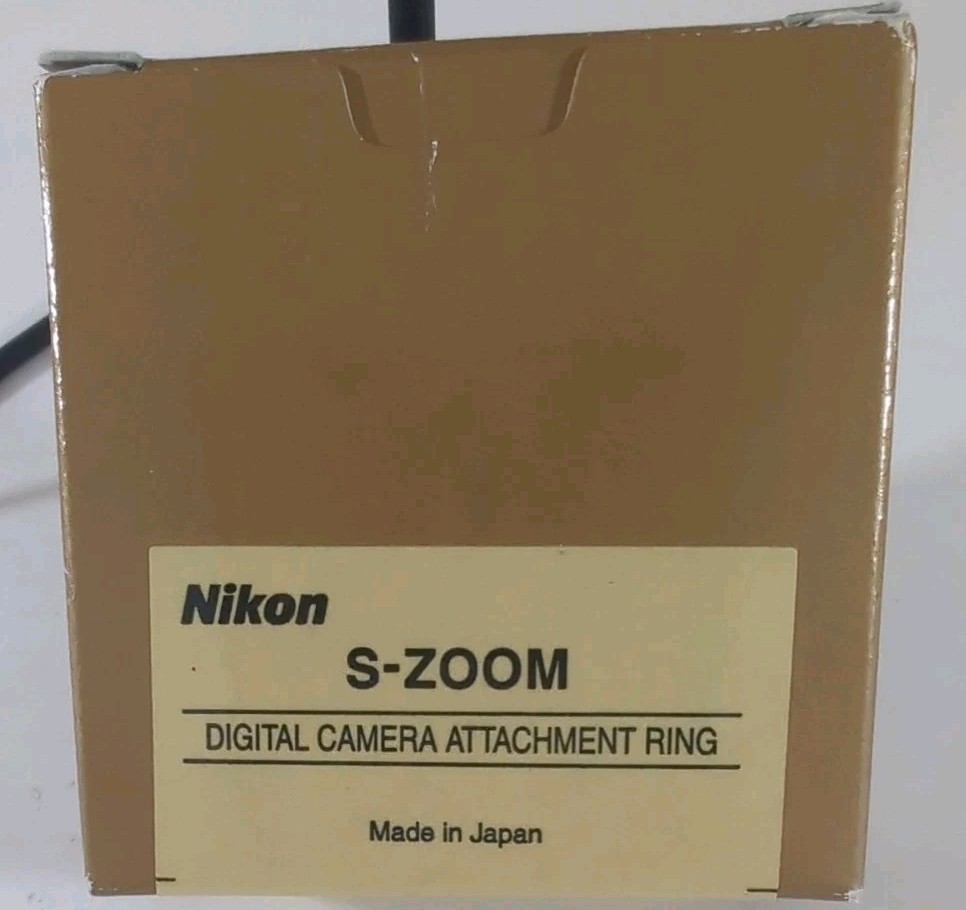 Nikon
S-ZOOM
DIGITAL CAMERA ATTACHMENT RING
Made in Japan